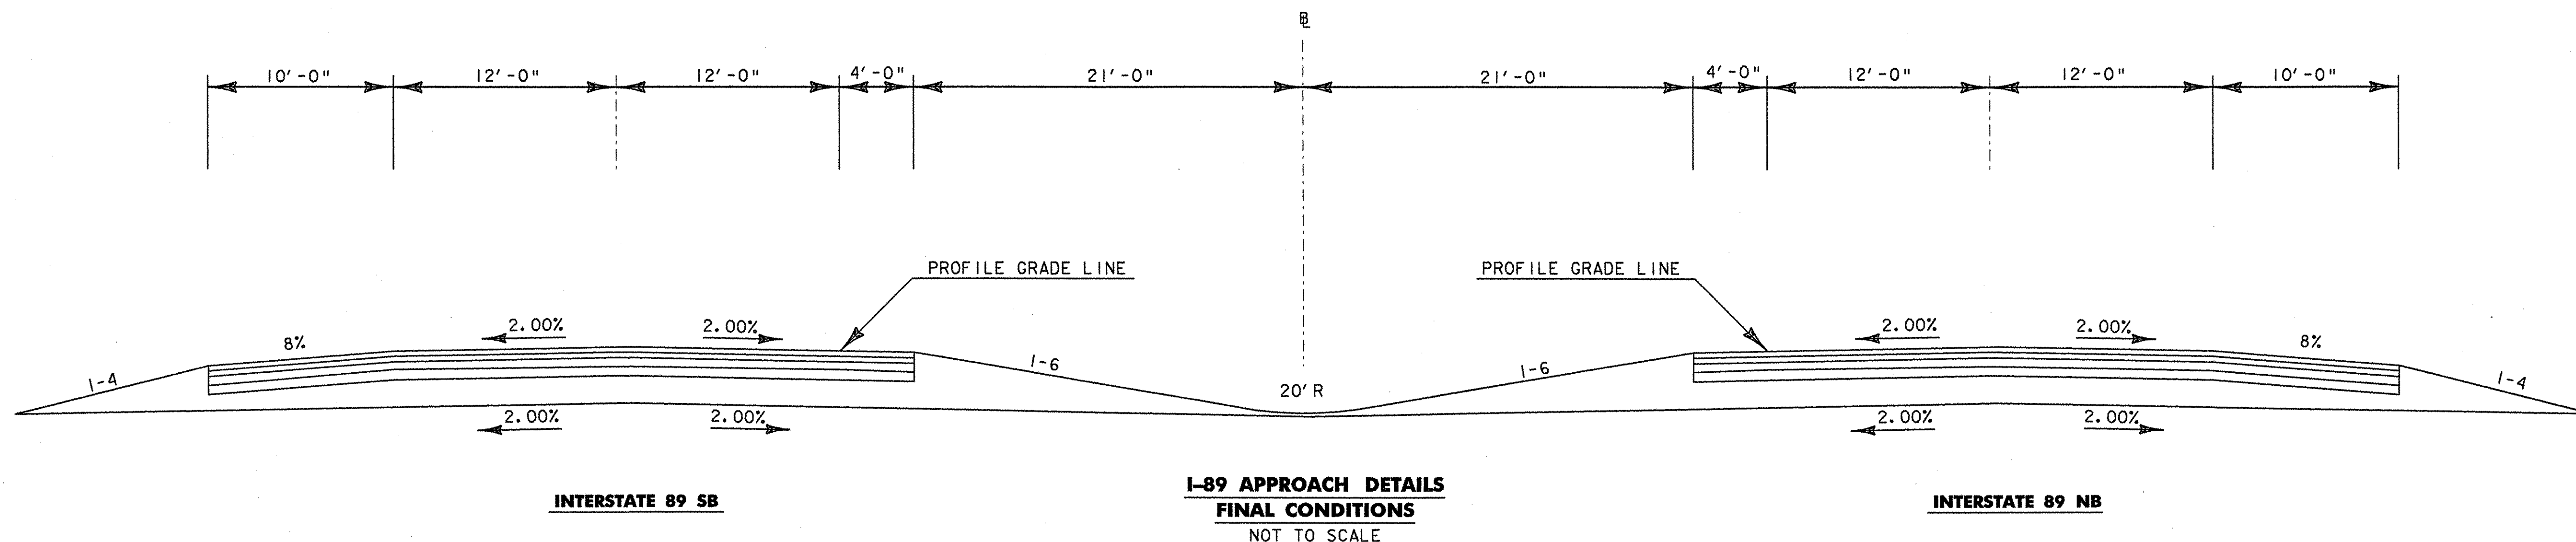 ℄
10'-0" 12'-0" 12'-0" 4'-0" 21'-0" 21'-0" 4'-0" 12'-0" 12'-0" 10'-0"
PROFILE GRADE LINE PROFILE GRADE LINE
8% 2.00% 2.00% 2.00% 2.00% 8%
1-4 1-6 1-6 1-4
20' R
2.00% 2.00% 2.00% 2.00%
INTERSTATE 89 SB
I-89 APPROACH DETAILS
FINAL CONDITIONS
NOT TO SCALE
INTERSTATE 89 NB